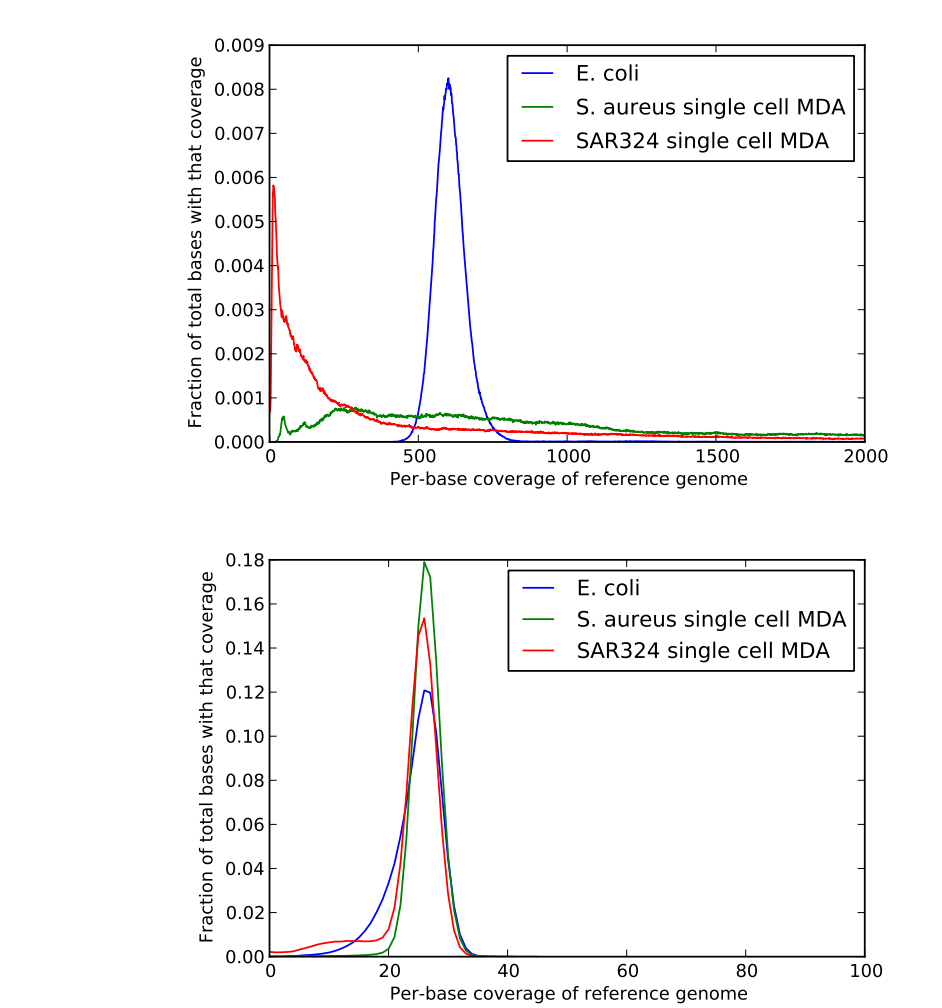 0.009
0.008
0.007
0.006
0.005
0.004
0.003
0.002
0.001
0.000
Fraction of total bases with that coverage
E. coli
S. aureus single cell MDA
SAR324 single cell MDA
0 500 1000 1500 2000
Per-base coverage of reference genome
0.18
0.16
0.14
0.12
0.10
0.08
0.06
0.04
0.02
0.00
Fraction of total bases with that coverage
E. coli
S. aureus single cell MDA
SAR324 single cell MDA
0 20 40 60 80 100
Per-base coverage of reference genome